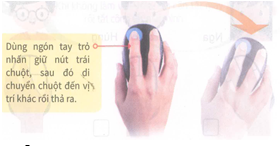 Dùng ngón tay trỏ
nhấn giữ nút trái
chuột, sau đó di
chuyển chuột đến vị
trí khác rồi thả ra.